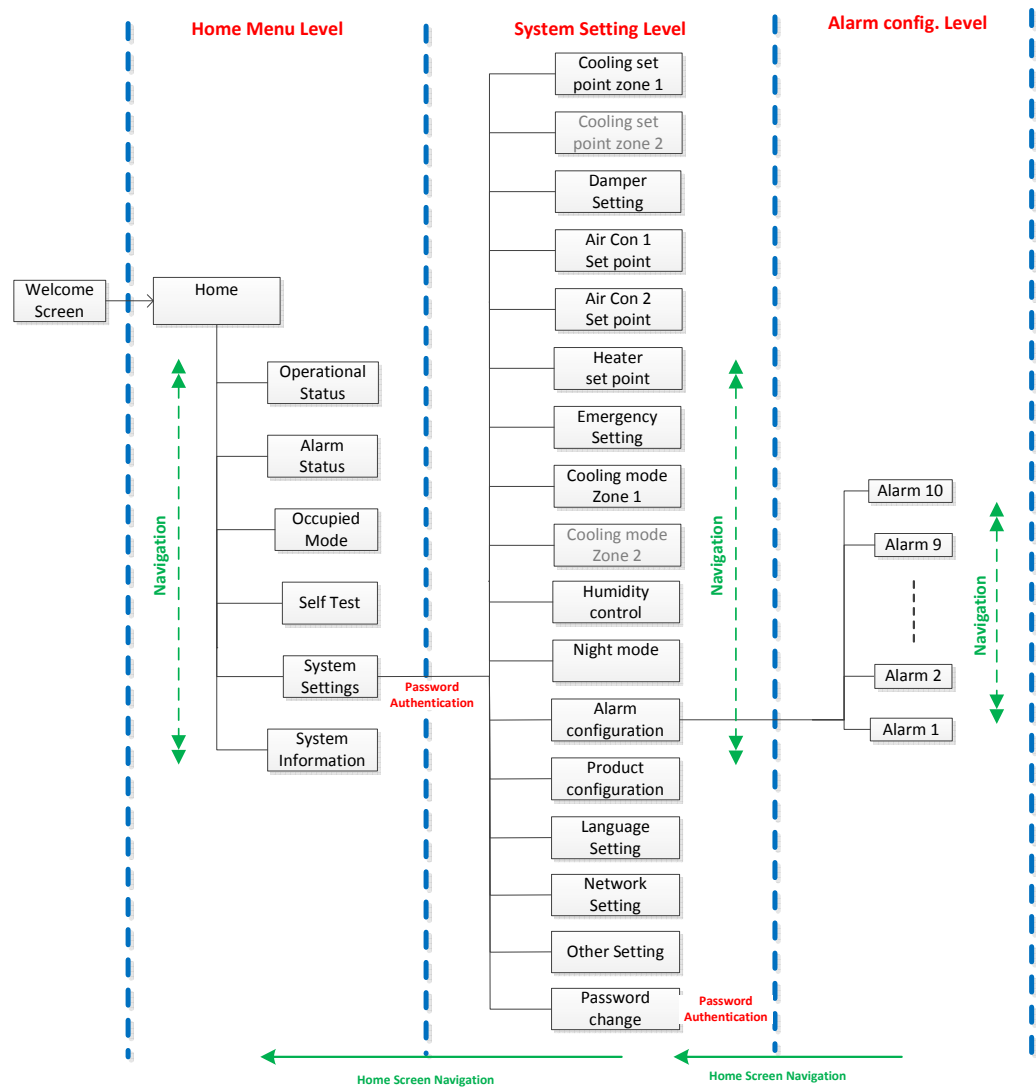 Home Menu Level
System Setting Level
Alarm config. Level
Welcome
Screen
Home
Operational
Status
Alarm
Status
Occupied
Mode
Self Test
System
Settings
System
Information
Navigation
Password
Authentication
Cooling set
point zone 1
Cooling set
point zone 2
Damper
Setting
Air Con 1
Set point
Air Con 2
Set point
Heater
set point
Emergency
Setting
Cooling mode
Zone 1
Cooling mode
Zone 2
Humidity
control
Night mode
Alarm
configuration
Product
configuration
Language
Setting
Network
Setting
Other Setting
Password
change
Navigation
Password
Authentication
Alarm 10
Alarm 9
Alarm 2
Alarm 1
Navigation
Home Screen Navigation
Home Screen Navigation